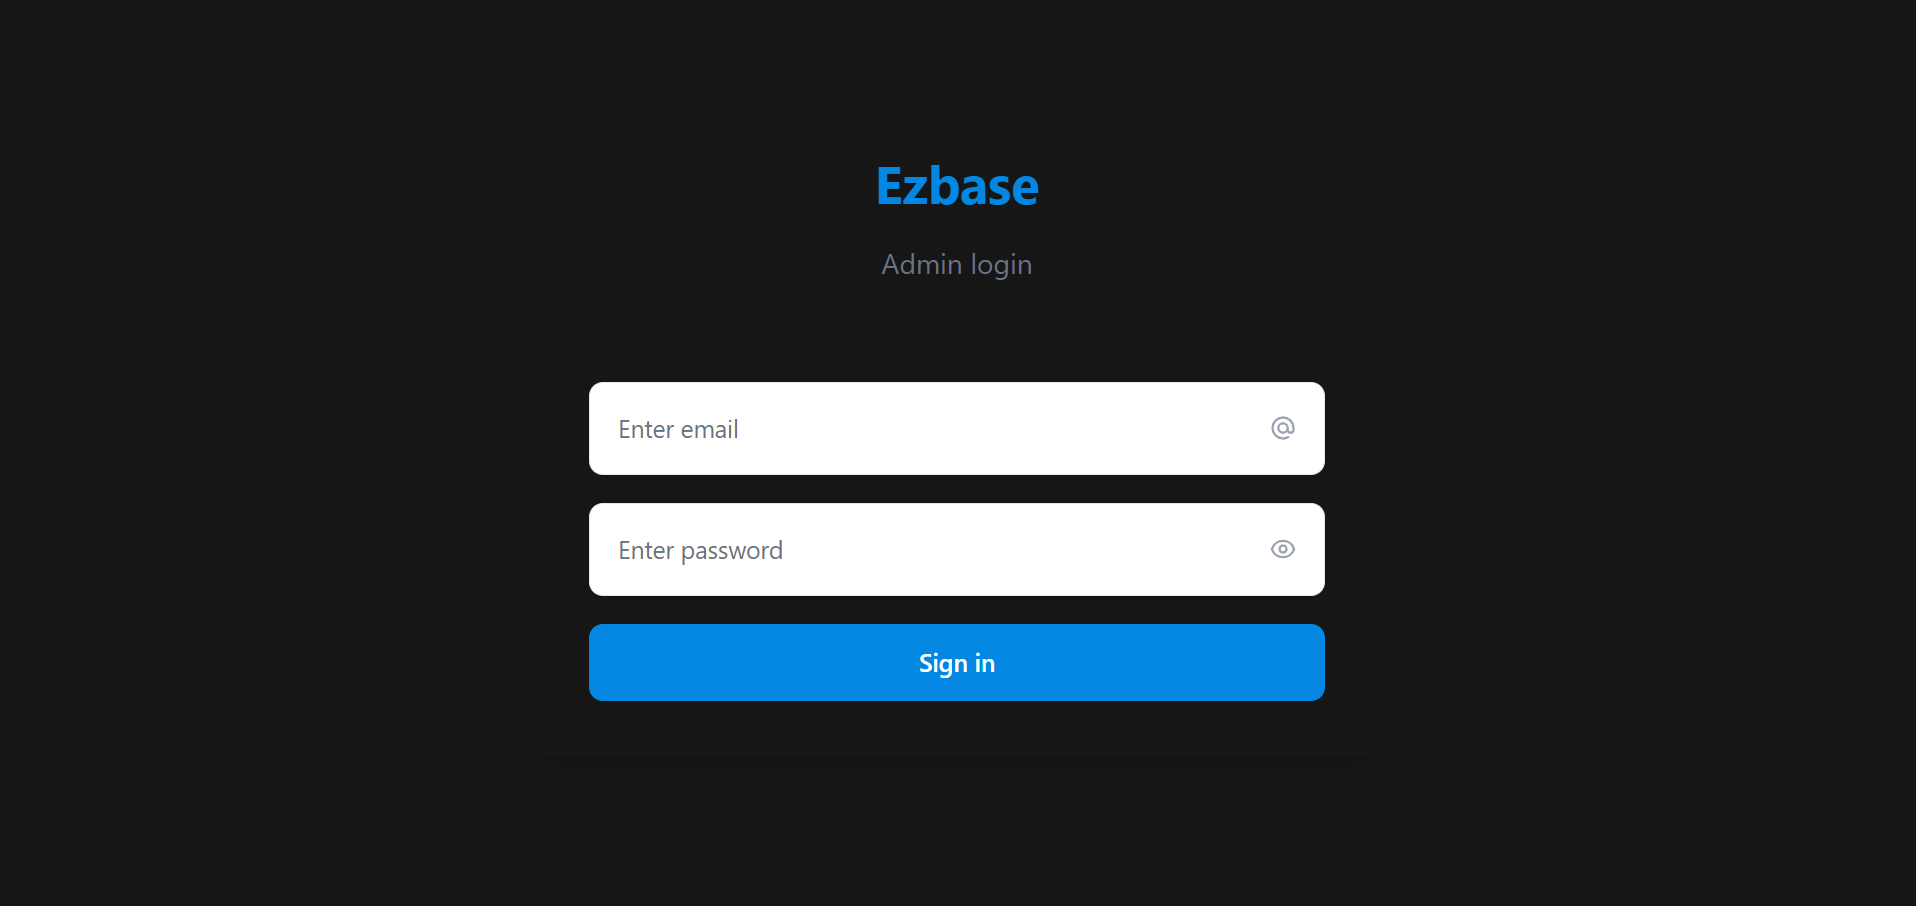 Ezbase
Admin login
Enter email
Enter password
Sign in